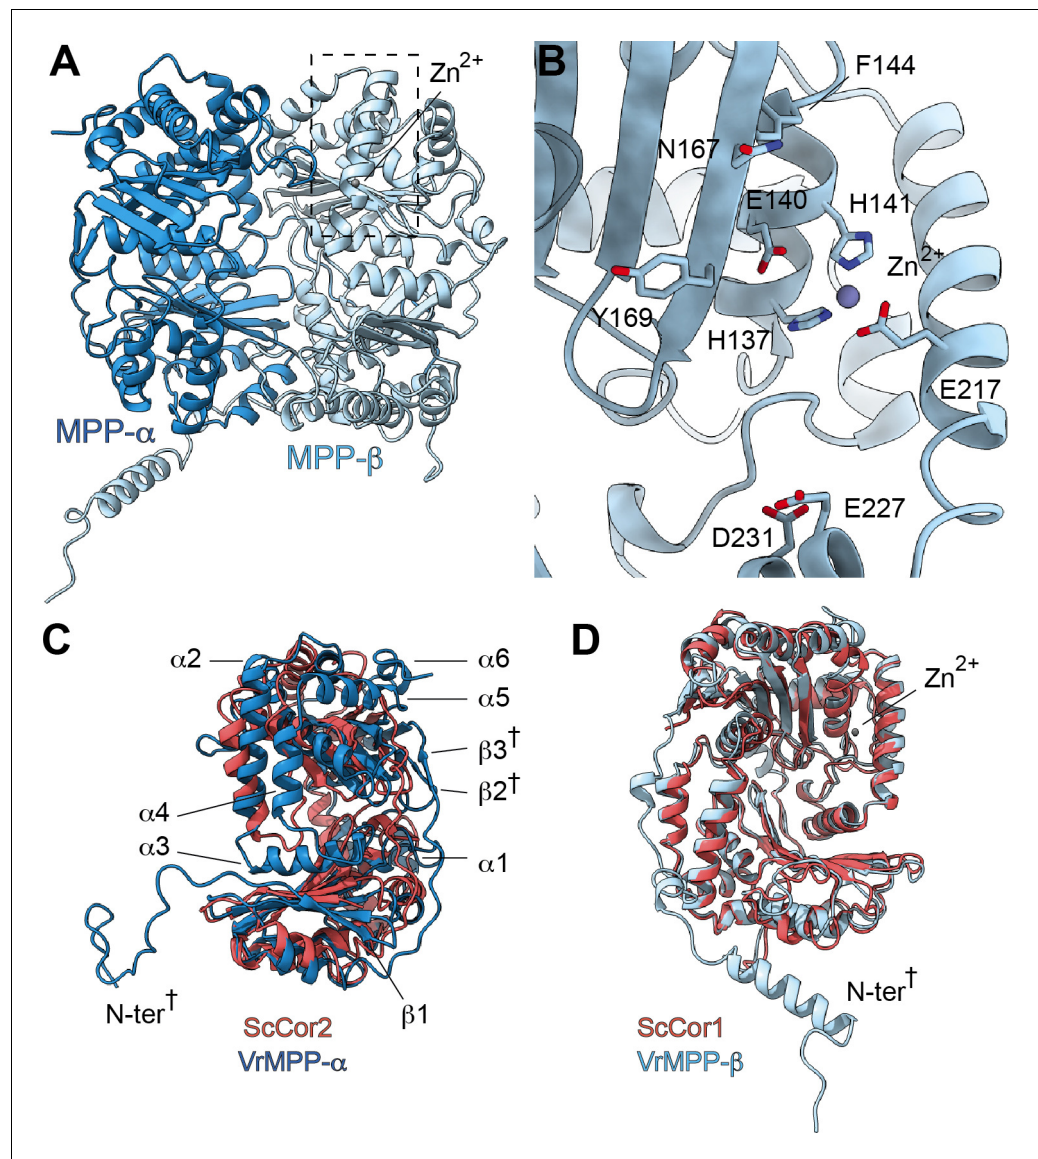 A
Zn2+
MPP-α
MPP-β
B
F144
N167
E140
H141
Zn2+
Y169
H137
E217
E227
D231
C
α2
α6
α5
β3†
β2†
α4
α3
α1
N-ter†
β1
ScCor2
VrMPP-α
D
Zn2+
N-ter†
ScCor1
VrMPP-β